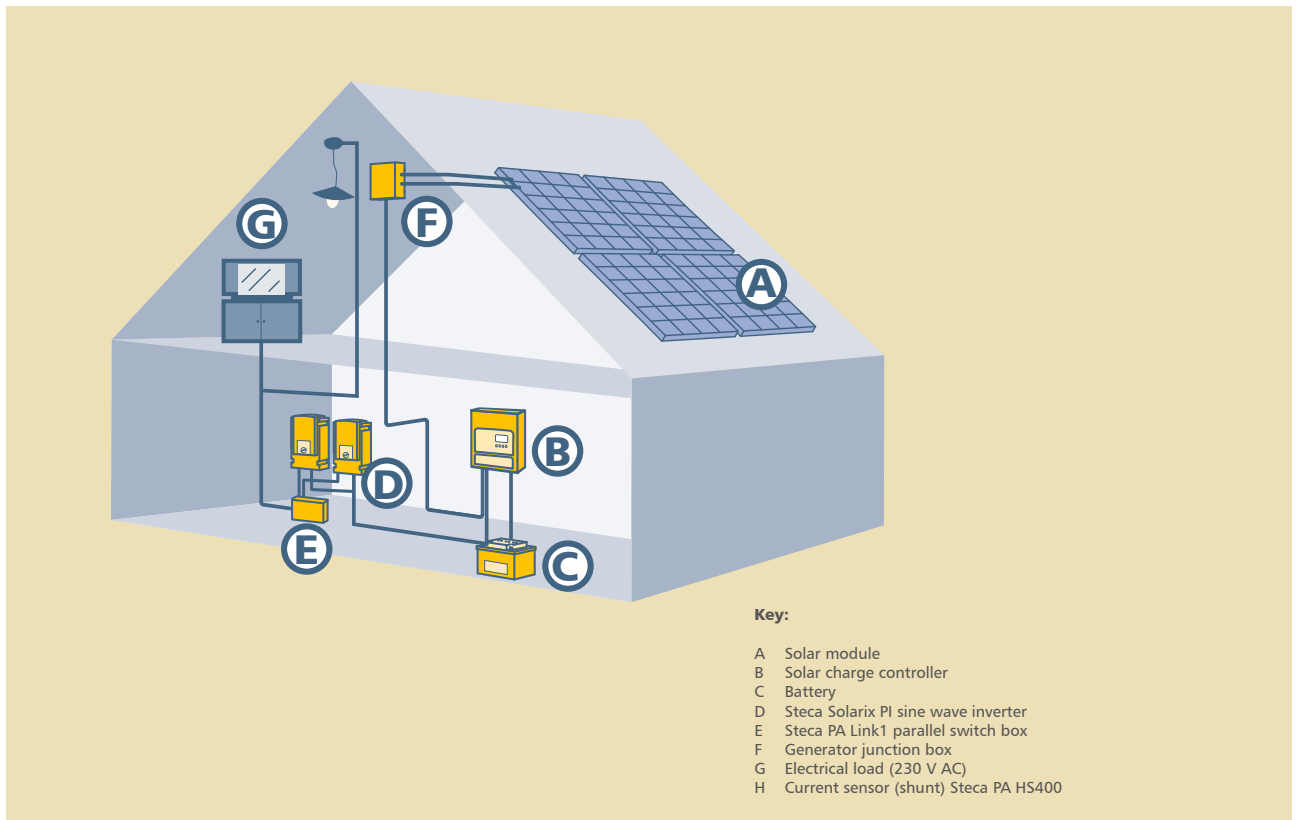 G
F
A
B
D
E
C
Key:
A Solar module
B Solar charge controller
C Battery
D Steca Solarix PI sine wave inverter
E Steca PA Link1 parallel switch box
F Generator junction box
G Electrical load (230 V AC)
H Current sensor (shunt) Steca PA HS400